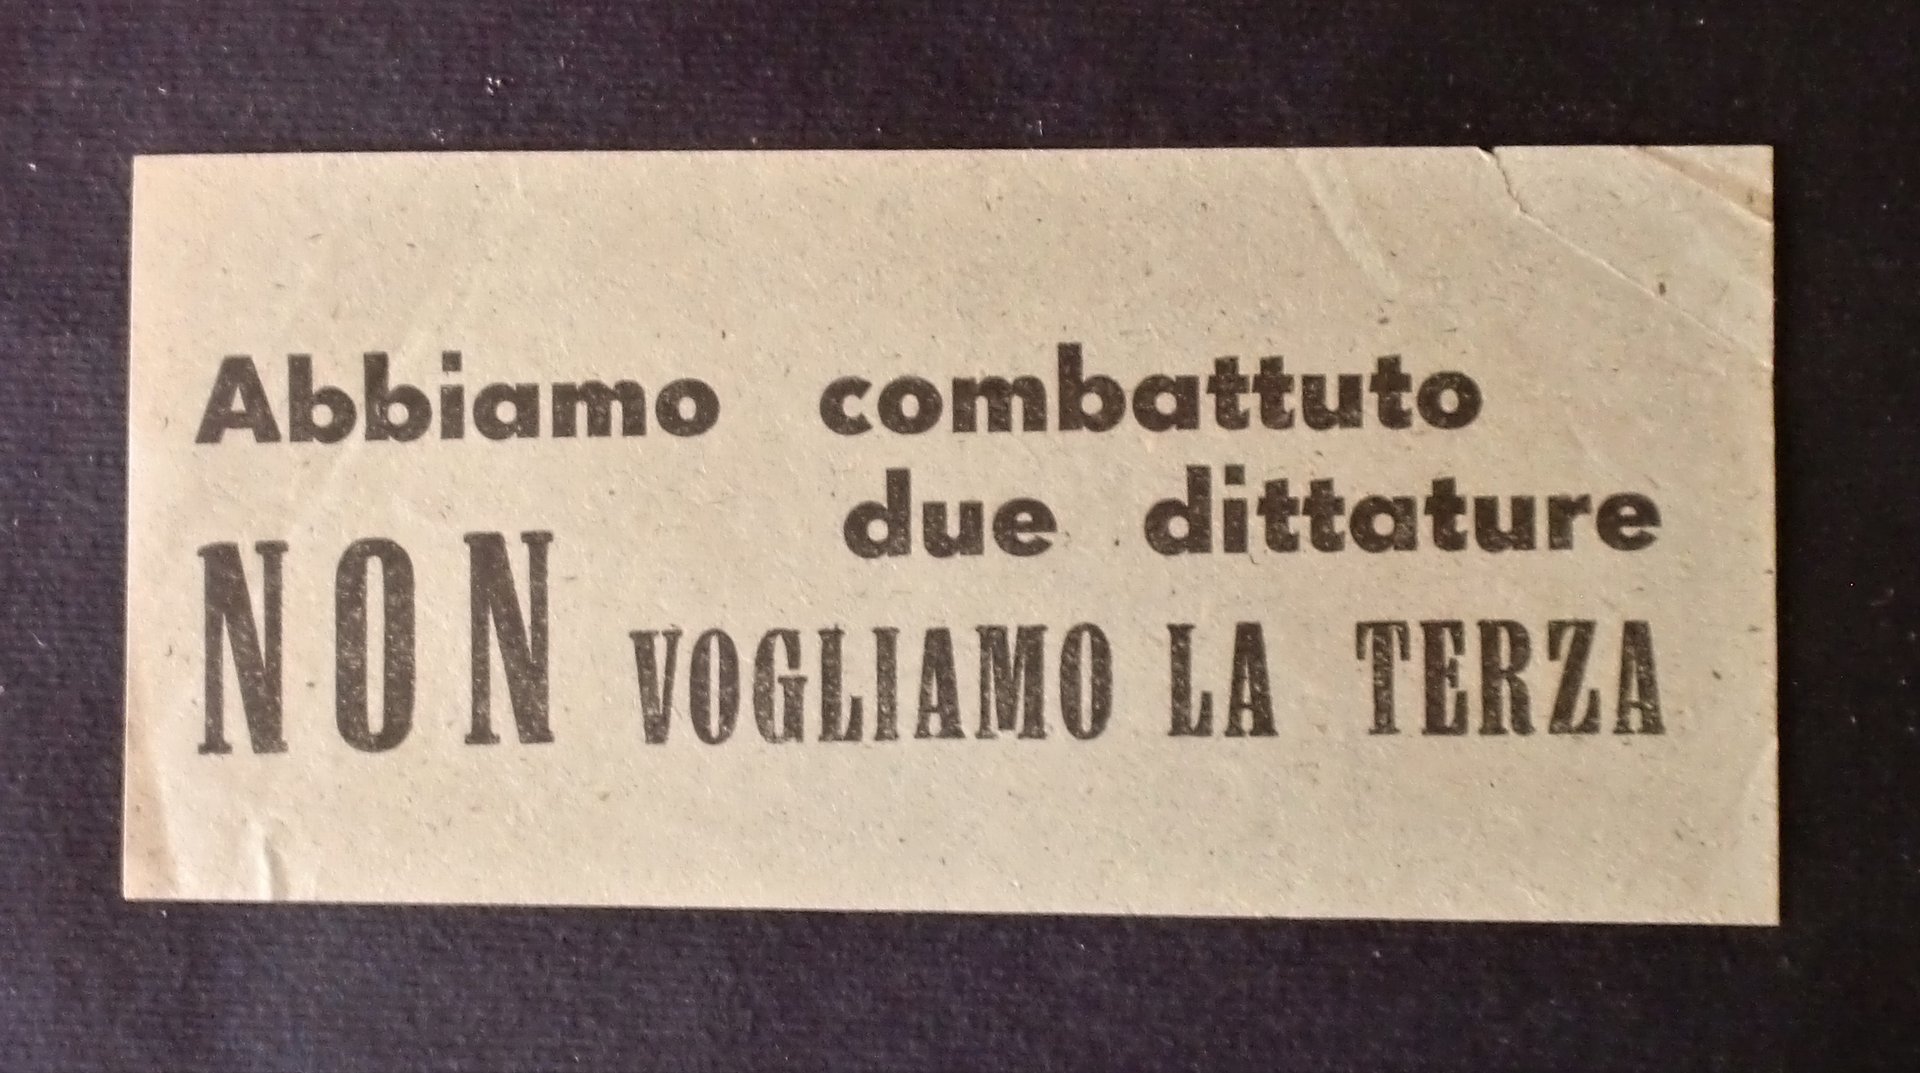 Abbiamo combattuto
due dittature
NON VOGLIAMO LA TERZA